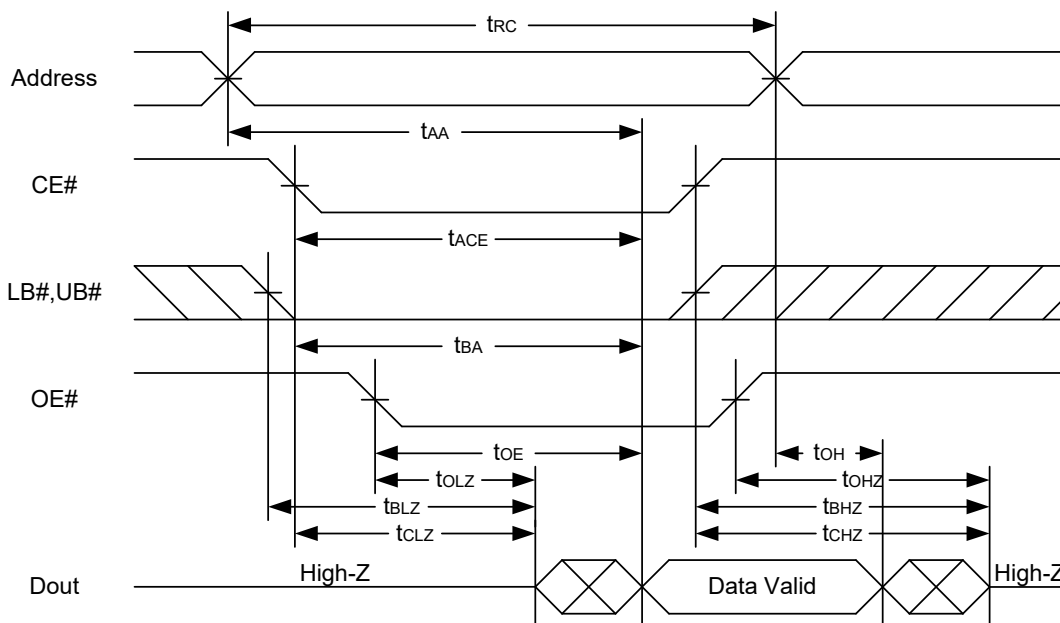 tRC
Address
tAA
CE#
tACE
LB#,UB#
tBA
OE#
tOE
tOH
tOLZ
tOHZ
tBLZ
tBHZ
tCLZ
tCHZ
High-Z
Dout
Data Valid
High-Z